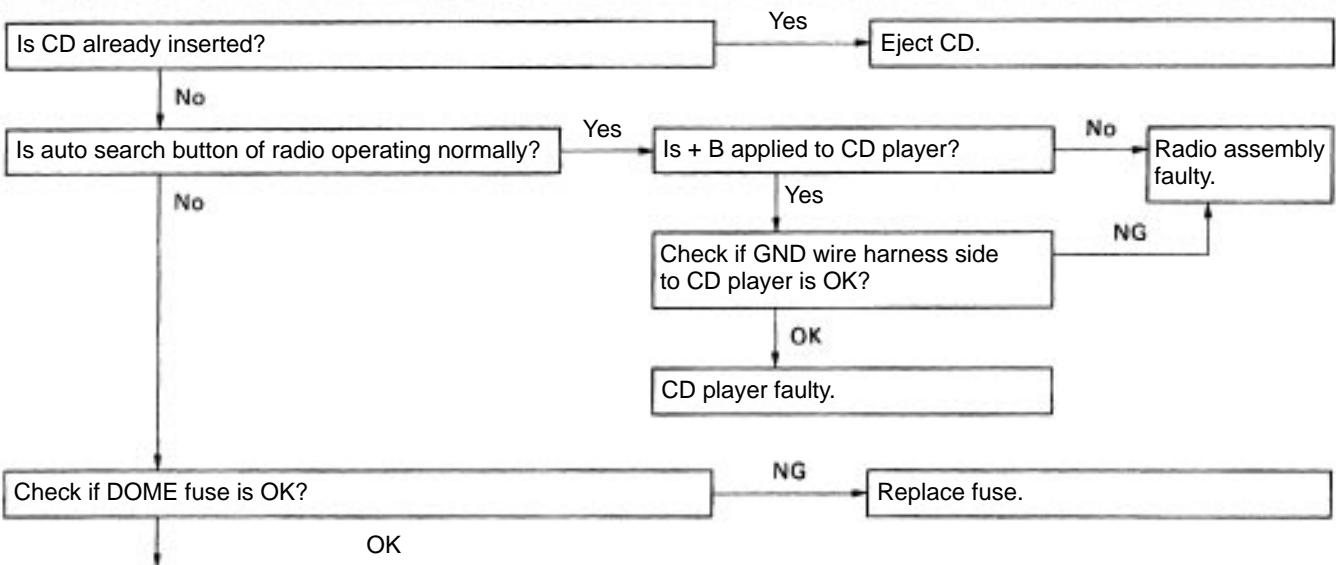 Is CD already inserted?
Yes
Eject CD.
No
Is auto search button of radio operating normally?
Yes
Is + B applied to CD player?
No
Radio assembly
faulty.
No
Yes
Check if GND wire harness side
to CD player is OK?
NG
OK
CD player faulty.
Check if DOME fuse is OK?
NG
Replace fuse.
OK